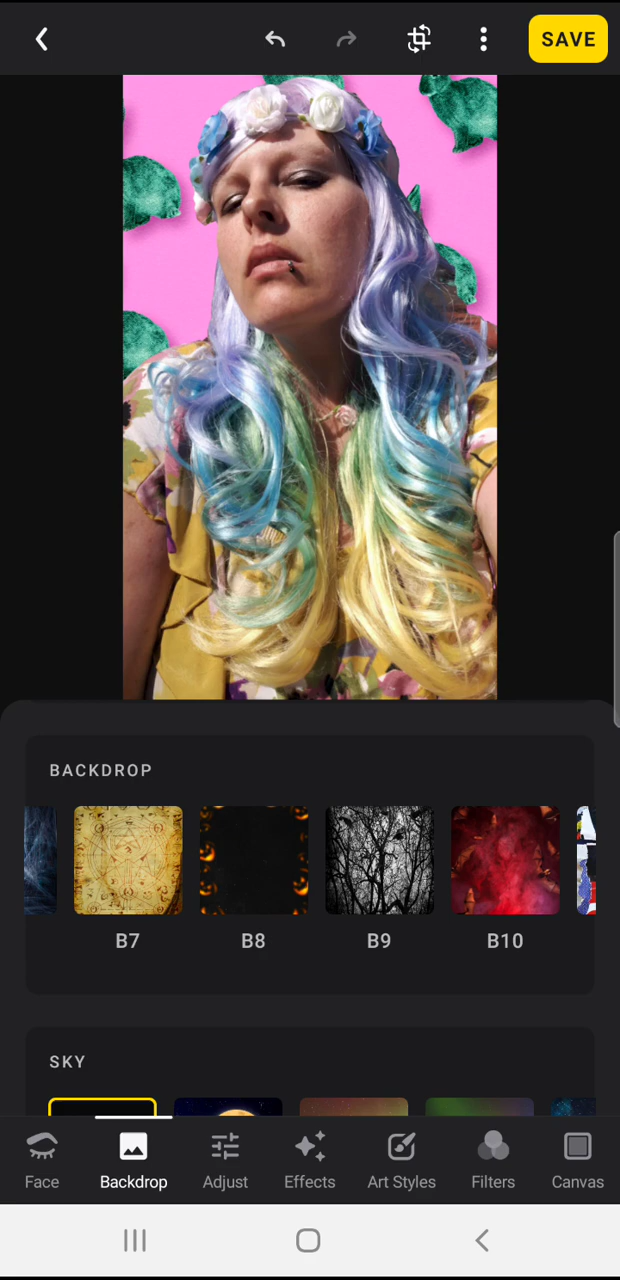 SAVE
BACKDROP
B7 B8 B9 B10
SKY
Face Backdrop Adjust Effects Art Styles Filters Canvas